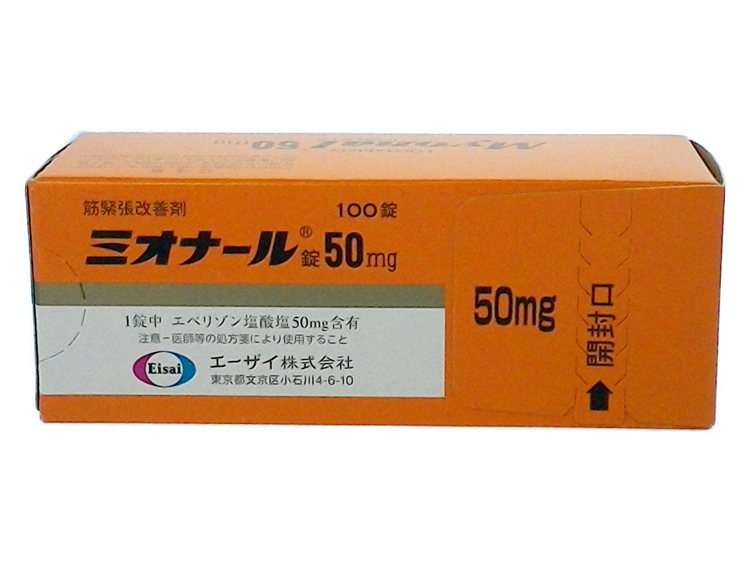 Myonal 50mg
筋緊張改善剤 100錠
ミオナール®錠50mg
1錠中 エペリゾン塩酸塩50mg含有
注意-医師等の処方箋により使用すること
Eisai エーザイ株式会社
東京都文京区小石川4-6-10
50mg
開封口